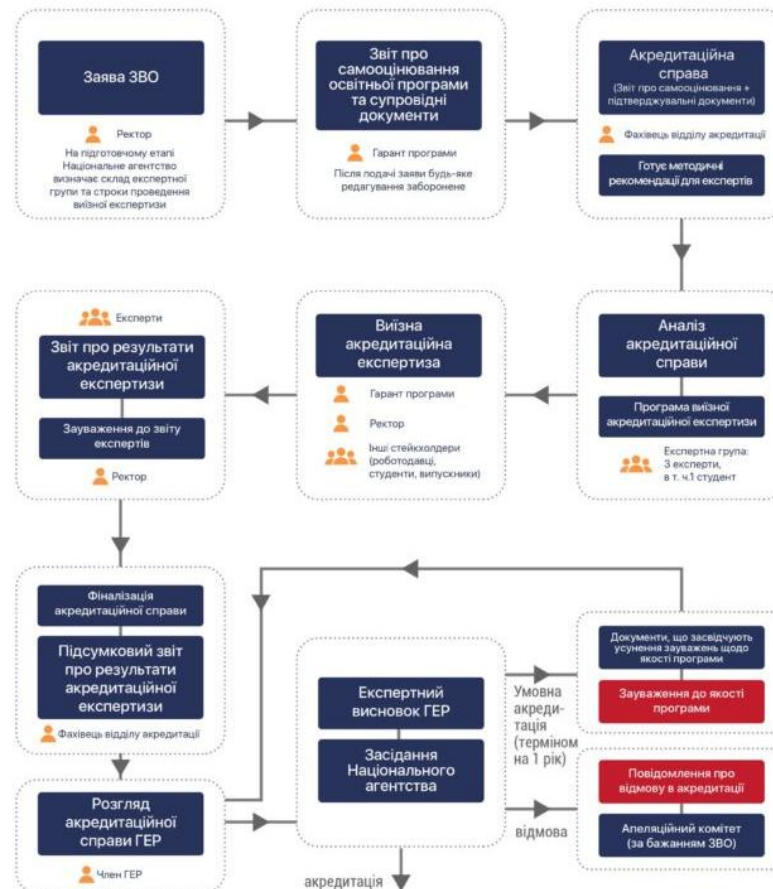 Заява ЗВО
Ректор
На підготовчому етапі
Національне агентство
визначає склад експертної
групи та строки проведення
виїзної експертизи
Звіт про
самооцінювання
освітньої програми
та супровідні
документи
Гарант програми
Після подачі заяви будь-яке
редагування заборонене
Акредитаційна
справа
(Звіт про самооцінювання +
підтверджувальні документи)
Фахівець відділу акредитації
Готує методичні
рекомендації для експертів
Експерти
Звіт про результати
акредитаційної
експертизи
Зауваження до звіту
експертів
Ректор
Виїзна
акредитаційна
експертиза
Гарант програми
Ректор
Інші стейкхолдери
(роботодавці,
студенти, випускники)
Аналіз
акредитаційної
справи
Програма виїзної
акредитаційної експертизи
Експертна група:
3 експерти,
в т. ч.1 студент
Фіналізація
акредитаційної справи
Підсумковий звіт
про результати
акредитаційної
експертизи
Фахівець відділу акредитації
Розгляд
акредитаційної
справи ГЕР
Член ГЕР
Експертний
висновок ГЕР
Засідання
Національного
агентства
Умовна
акреди-
тація
(терміном
на 1 рік)
відмова
акредитація
Документи, що засвідчують
усунення зауважень щодо
якості програми
Зауваження до якості
програми
Повідомлення про
відмову в акредитації
Апеляційний комітет
(за бажанням ЗВО)